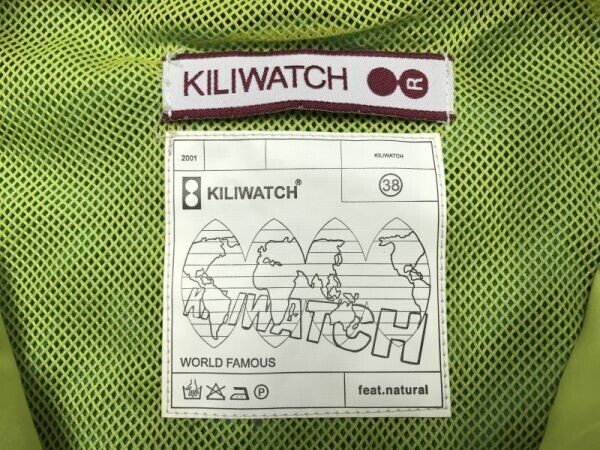 KILIWATCH R
2001 KILIWATCH
KILIWATCH® 38
WATCH
WORLD FAMOUS
P feat.natural